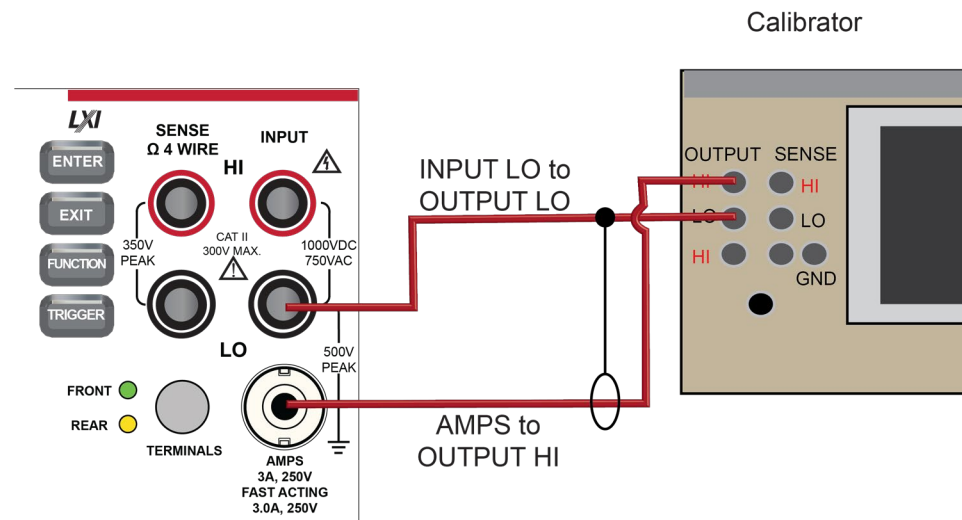 Calibrator
LXI
SENSE
Ω 4 WIRE
INPUT
HI
ENTER
EXIT
FUNCTION
TRIGGER
350V
PEAK
CAT II
300V MAX.
1000VDC
750VAC
LO
500V
PEAK
FRONT
REAR
TERMINALS
AMPS
3A, 250V
FAST ACTING
3.0A, 250V
INPUT LO to
OUTPUT LO
AMPS to
OUTPUT HI
OUTPUT SENSE
HI HI
LO LO
HI
GND